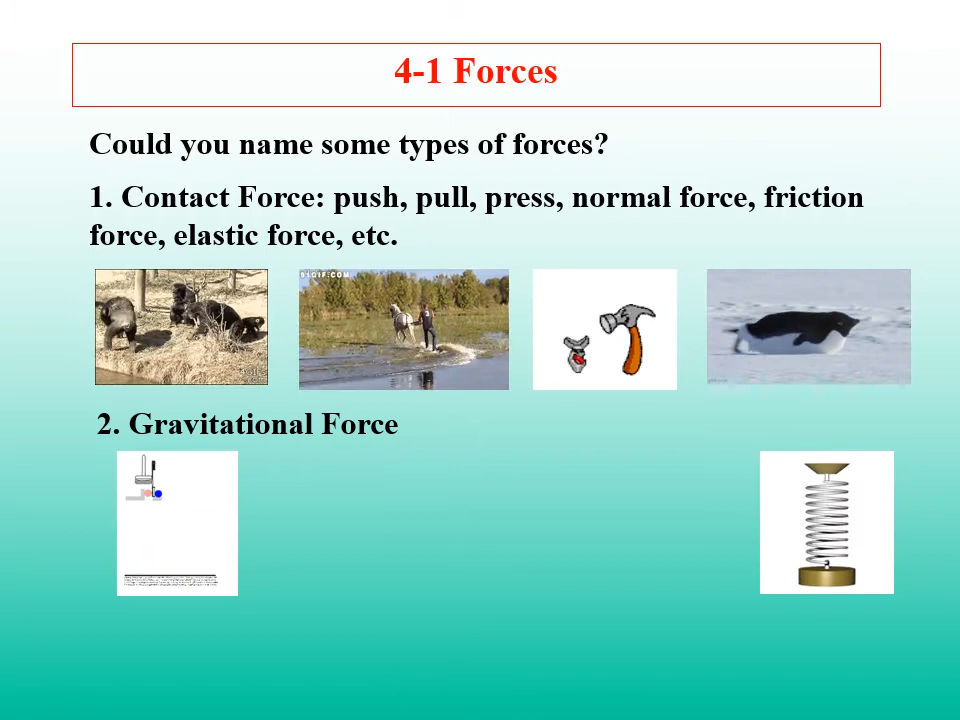 4-1 Forces
Could you name some types of forces?
1. Contact Force: push, pull, press, normal force, friction
force, elastic force, etc.
2. Gravitational Force